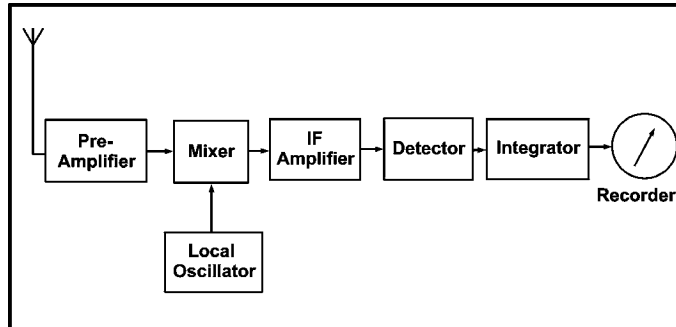 Pre-
Amplifier
Mixer
IF
Amplifier
Detector
Integrator
Recorder
Local
Oscillator